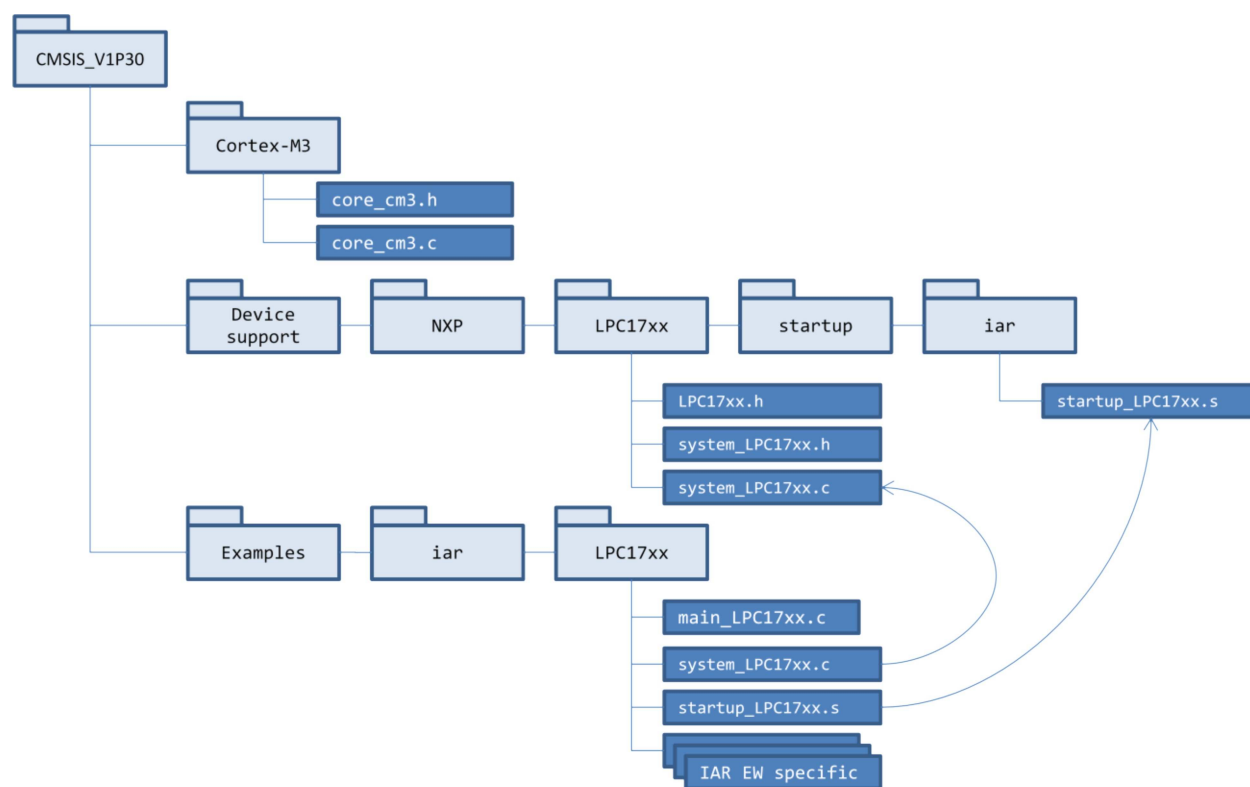 CMSIS_V1P30
Cortex-M3
core_cm3.h
core_cm3.c
Device
support
NXP
LPC17xx
startup
iar
LPC17xx.h
startup_LPC17xx.s
system_LPC17xx.h
system_LPC17xx.c
Examples
iar
LPC17xx
main_LPC17xx.c
system_LPC17xx.c
startup_LPC17xx.s
IAR EW specific